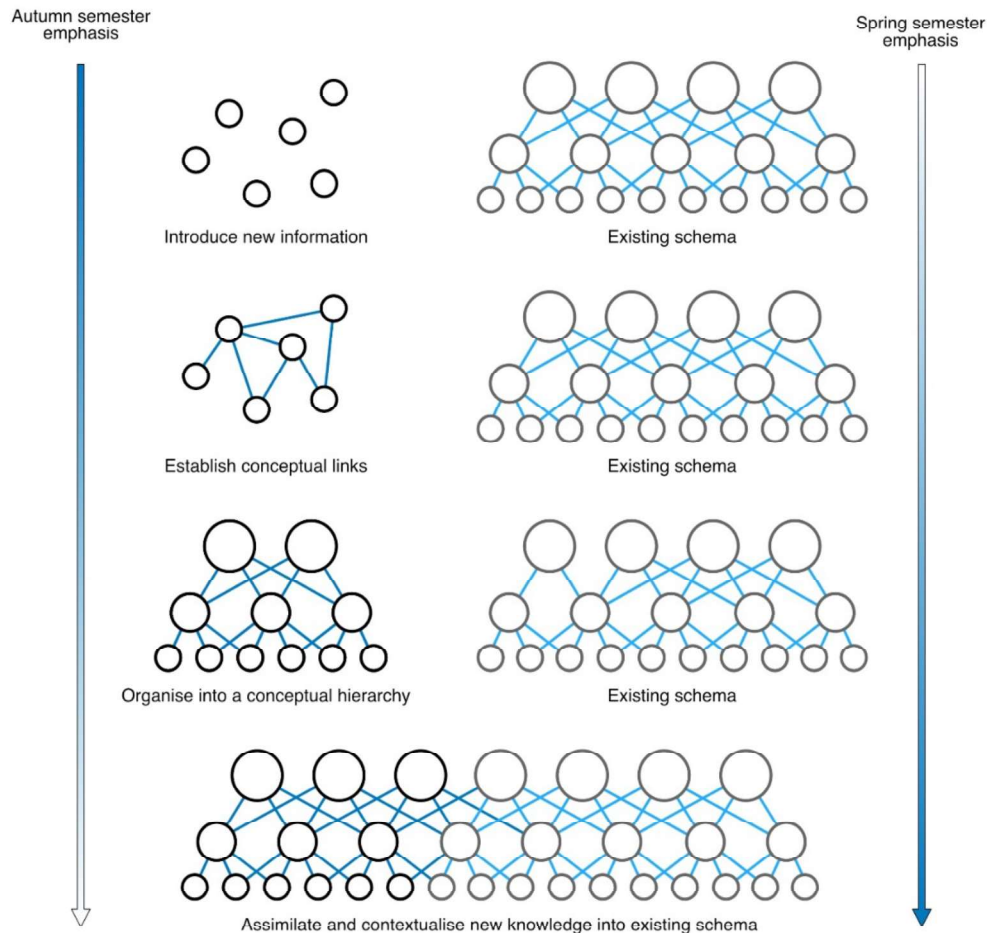 Autumn semester
emphasis
Spring semester
emphasis
Introduce new information
Existing schema
Establish conceptual links
Existing schema
Organise into a conceptual hierarchy
Existing schema
Assimilate and contextualise new knowledge into existing schema